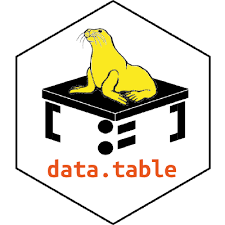 [ := ]
data.table